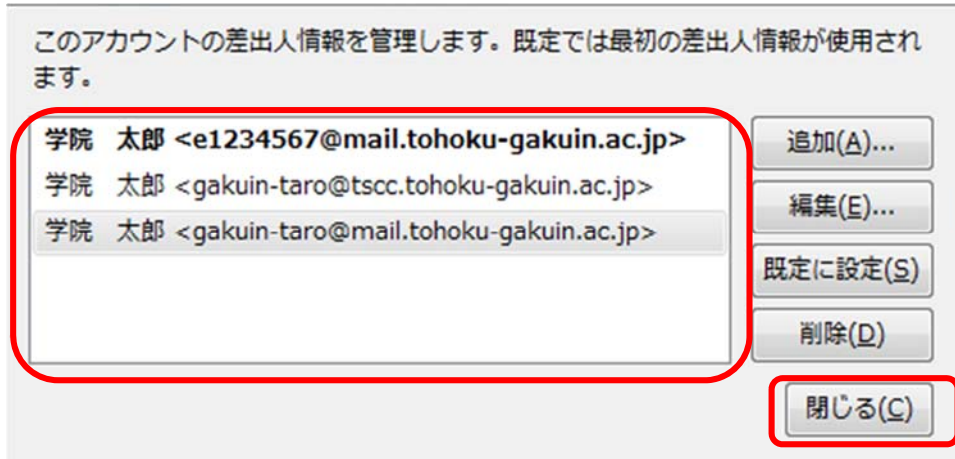 このアカウントの差出人情報を管理します。既定では最初の差出人情報が使用され
ます。
学院　太郎 <e1234567@mail.tohoku-gakuin.ac.jp>
学院　太郎 <gakuin-taro@tscc.tohoku-gakuin.ac.jp>
学院　太郎 <gakuin-taro@mail.tohoku-gakuin.ac.jp>
追加(A)...
編集(E)...
既定に設定(S)
削除(D)
閉じる(C)